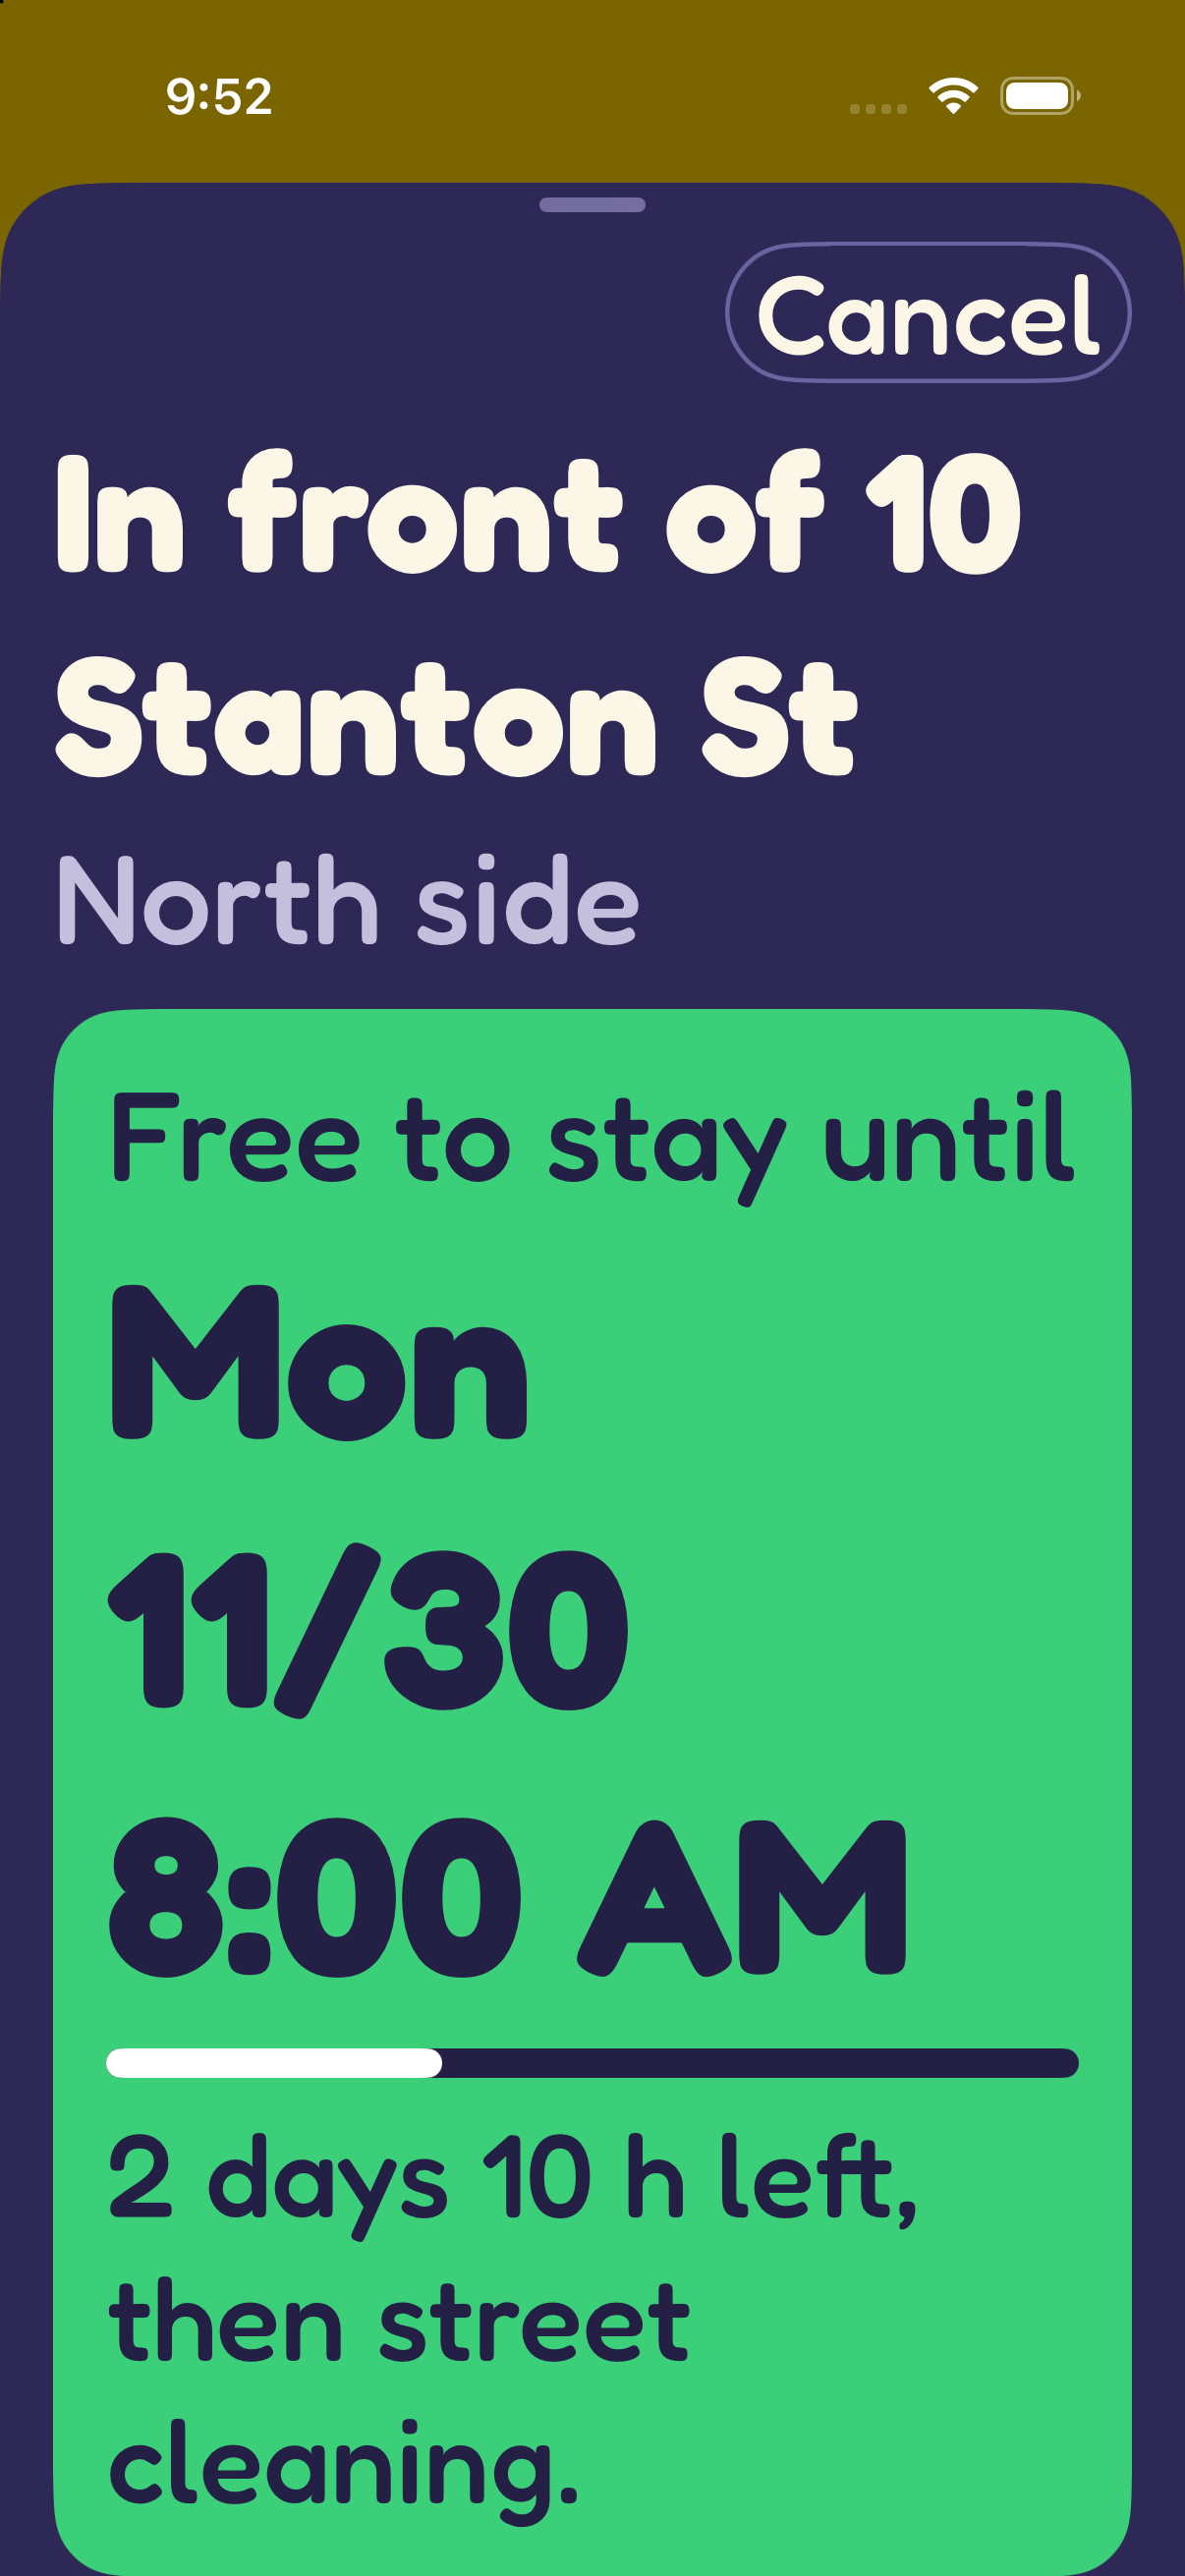 9:52
Cancel
In front of 10
Stanton St
North side
Free to stay until
Mon
11/30
8:00 AM
2 days 10 h left,
then street
cleaning.